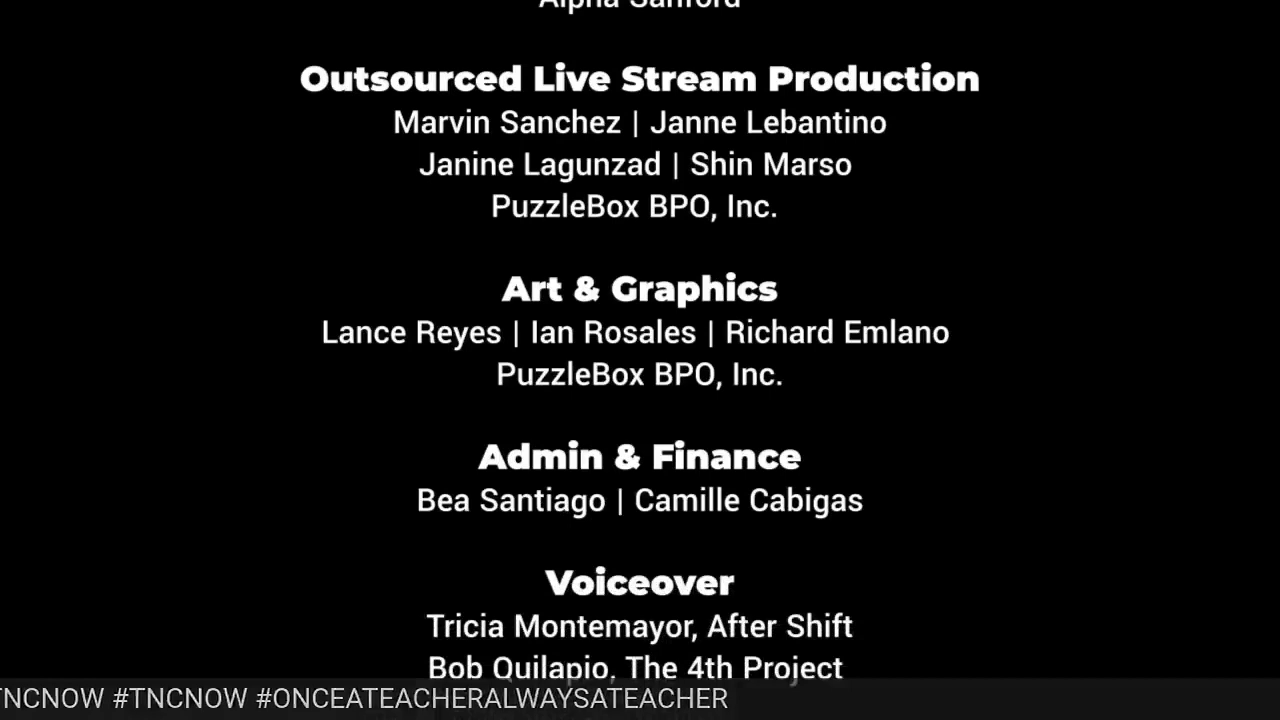 Alpha Sanford
Outsourced Live Stream Production
Marvin Sanchez | Janne Lebantino
Janine Lagunzad | Shin Marso
PuzzleBox BPO, Inc.
Art & Graphics
Lance Reyes | Ian Rosales | Richard Emlano
PuzzleBox BPO, Inc.
Admin & Finance
Bea Santiago | Camille Cabigas
Voiceover
Tricia Montemayor, After Shift
Bob Quilapio, The 4th Project
TNCNOW #TNCNOW #ONCEATEACHERALWAYSATEACHER